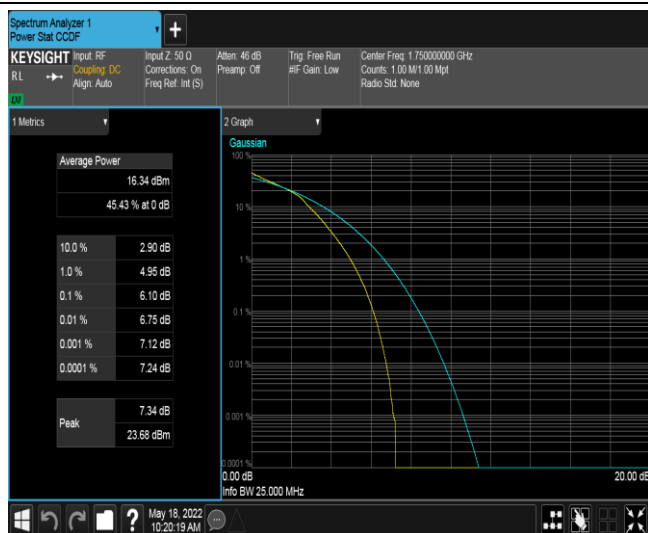 Spectrum Analyzer 1
Power Stat CCDF
+
KEYSIGHT
RL
Input: RF
Coupling: DC
Align: Auto
Input Z: 50 Ω
Corrections: On
Freq Ref: Int (S)
Atten: 46 dB
Preamp: Off
Trig: Free Run
#IF Gain: Low
Center Freq: 1.750000000 GHz
Counts: 1.00 M/1.00 Mpt
Radio Std: None
1 Metrics
Average Power
16.34 dBm
45.43 % at 0 dB
10.0 % 2.90 dB
1.0 % 4.95 dB
0.1 % 6.10 dB
0.01 % 6.75 dB
0.001 % 7.12 dB
0.0001 % 7.24 dB
Peak
7.34 dB
23.68 dBm
2 Graph
Gaussian
100 %
10 %
1 %
0.1 %
0.01 %
0.001 %
0.0001 %
0.00 dB 20.00 dB
Info BW 25.000 MHz
?
May 18, 2022
10:20:19 AM